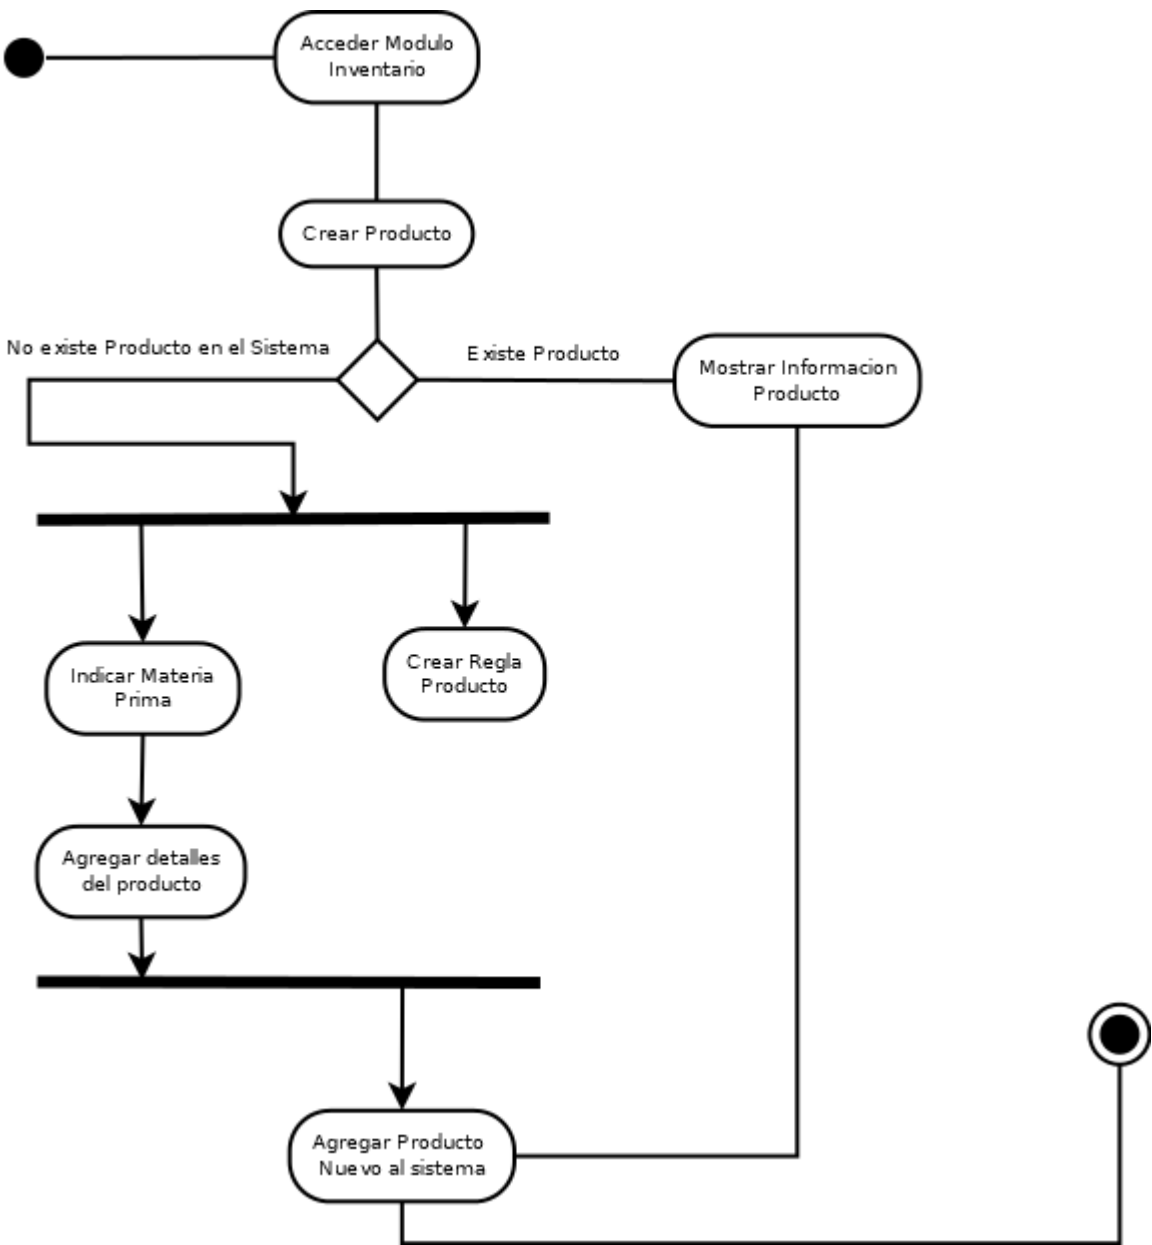 Acceder Modulo
Inventario
Crear Producto
No existe Producto en el Sistema
Existe Producto
Mostrar Informacion
Producto
Indicar Materia
Prima
Crear Regla
Producto
Agregar detalles
del producto
Agregar Producto
Nuevo al sistema